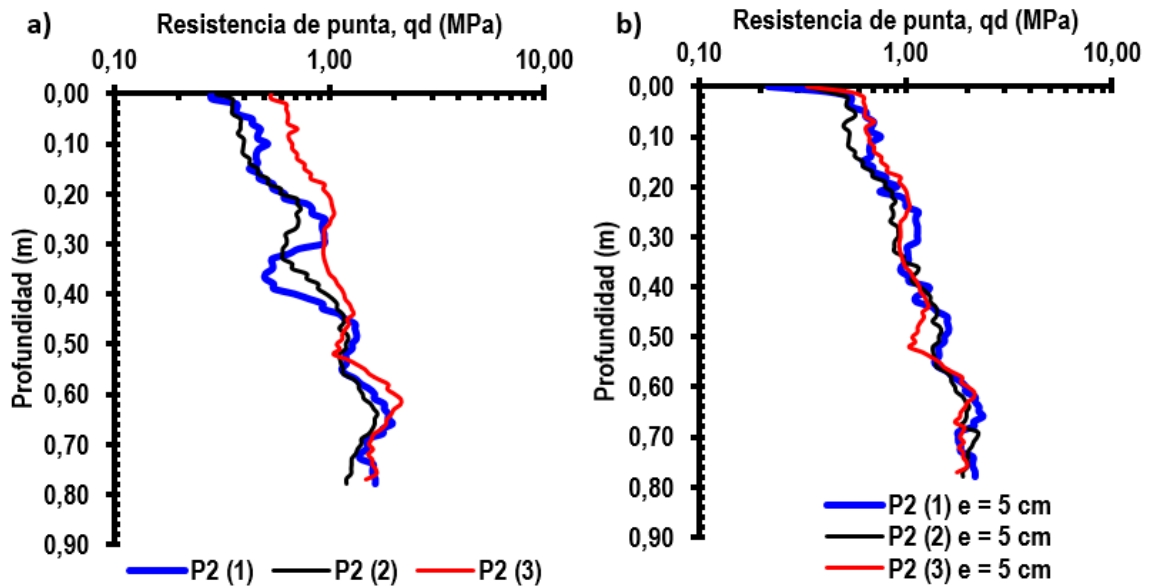 a)
Resistencia de punta, qd (MPa)
0,10 1,00 10,00
0,00
0,10
0,20
0,30
0,40
0,50
0,60
0,70
0,80
0,90
Profundidad (m)
P2 (1) P2 (2) P2 (3)
b)
Resistencia de punta, qd (MPa)
0,10 1,00 10,00
0,00
0,10
0,20
0,30
0,40
0,50
0,60
0,70
0,80
0,90
Profundidad (m)
P2 (1) e = 5 cm
P2 (2) e = 5 cm
P2 (3) e = 5 cm